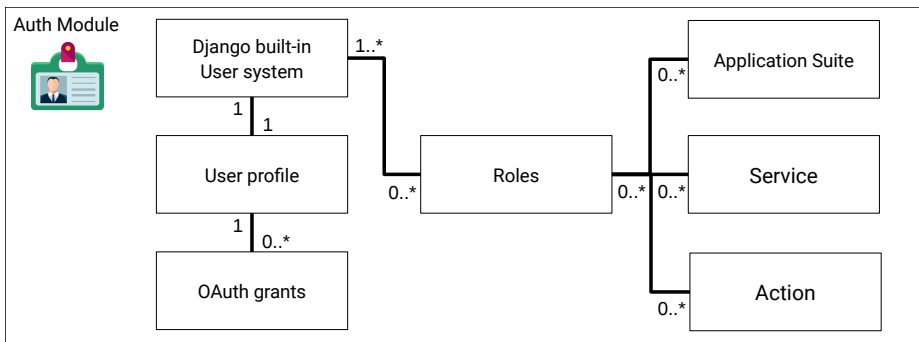 Auth Module
Django built-in
User system
1..*
0..*
Application Suite
1
1
User profile
0..*
Roles
0..*
0..*
Service
1
0..*
OAuth grants
0..*
Action